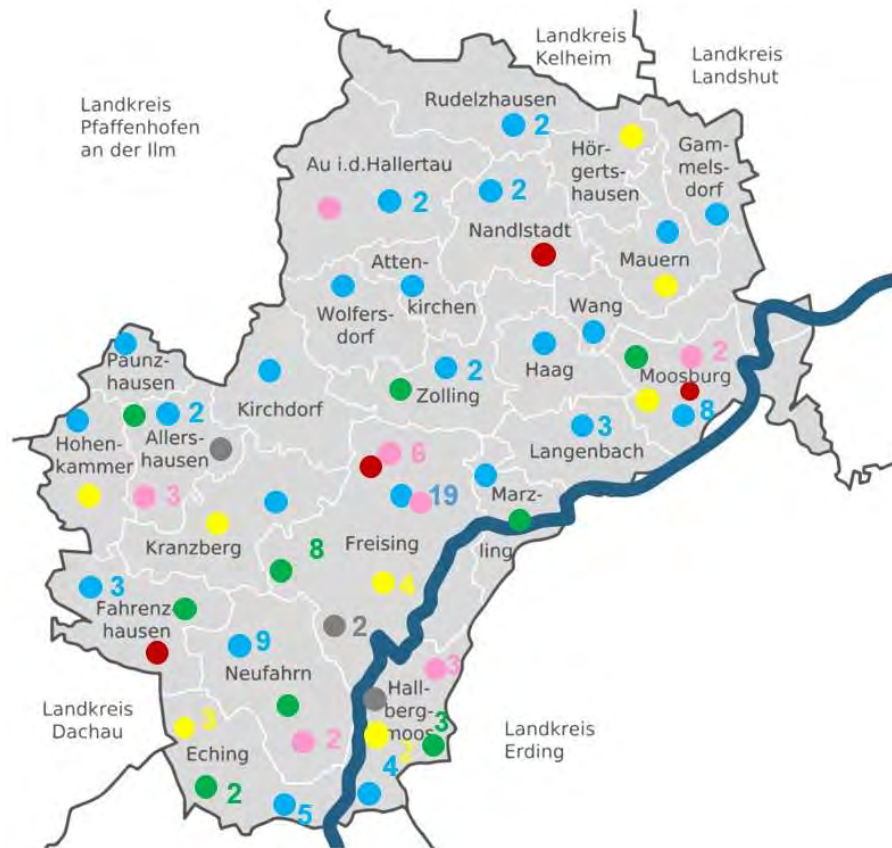 Landkreis
Kelheim
Landkreis
Landshut
Landkreis
Pfaffenhofen
an der Ilm
Rudelzhausen
2
Hör-
gerts-
hausen
Gam-
mels-
dorf
Au i.d.Hallertau
2
2
Nandlstadt
Mauern
Atten-
kirchen
Wolfers-
dorf
Wang
Haag
2
Moosburg
8
Paunz-
hausen
Kirchdorf
2
Zolling
Hohen-
kammer
2
Allers-
hausen
3
3
Langenbach
6
19
Marz-
ling
Kranzberg
8
Freising
4
3
Fahrenz-
hausen
2
9
Neufahrn
2
3
Hall-
berg-
moos
3
2
4
Landkreis
Dachau
3
Eching
2
5
Landkreis
Erding